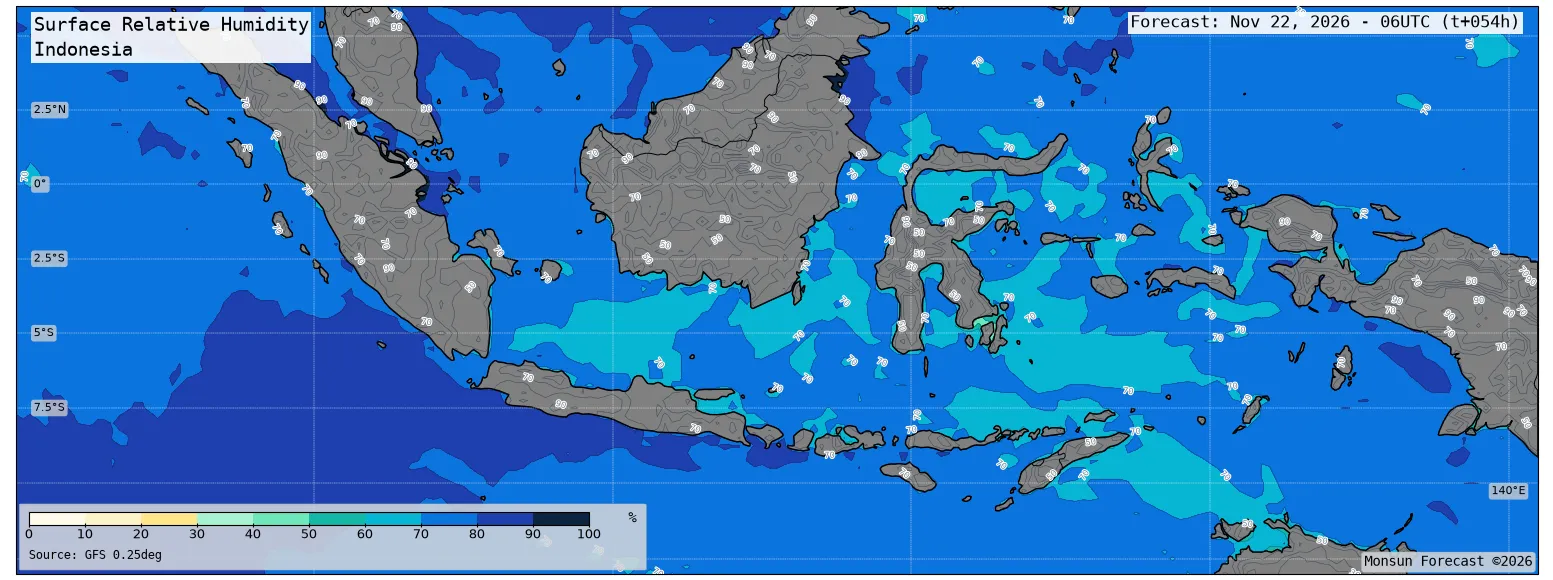 Surface Relative Humidity
Indonesia
Forecast: Nov 22, 2026 - 06UTC (t+054h)
2.5°N
0°
2.5°S
5°S
7.5°S
140°E
%
0 10 20 30 40 50 60 70 80 90 100
Source: GFS 0.25deg
Monsun Forecast ©2026